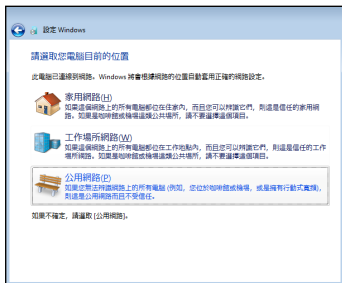 設定 Windows
請選取您電腦目前的位置
此電腦已連線到網路。Windows 將會根據網路的位置自動套用正確的網路設定。
家用網路(H)
如果這個網路上的所有電腦都位在住家內，而且您可以辨識它們，則這是信任的家用網
路。如果是咖啡館或機場這類公共場所，請不要選擇這個項目。
工作場所網路(W)
如果這個網路上的所有電腦都位在工作地點內，而且您可以辨識它們，則這是信任的工作
場所網路。如果是咖啡館或機場這類公共場所，請不要選擇這個項目。
公用網路(P)
如果您無法辨識網路上的所有電腦 (例如，您位於咖啡館或機場，或是擁有行動式寬頻)，
則這是公用網路而且不受信任。
如果不確定，請選取 [公用網路]。